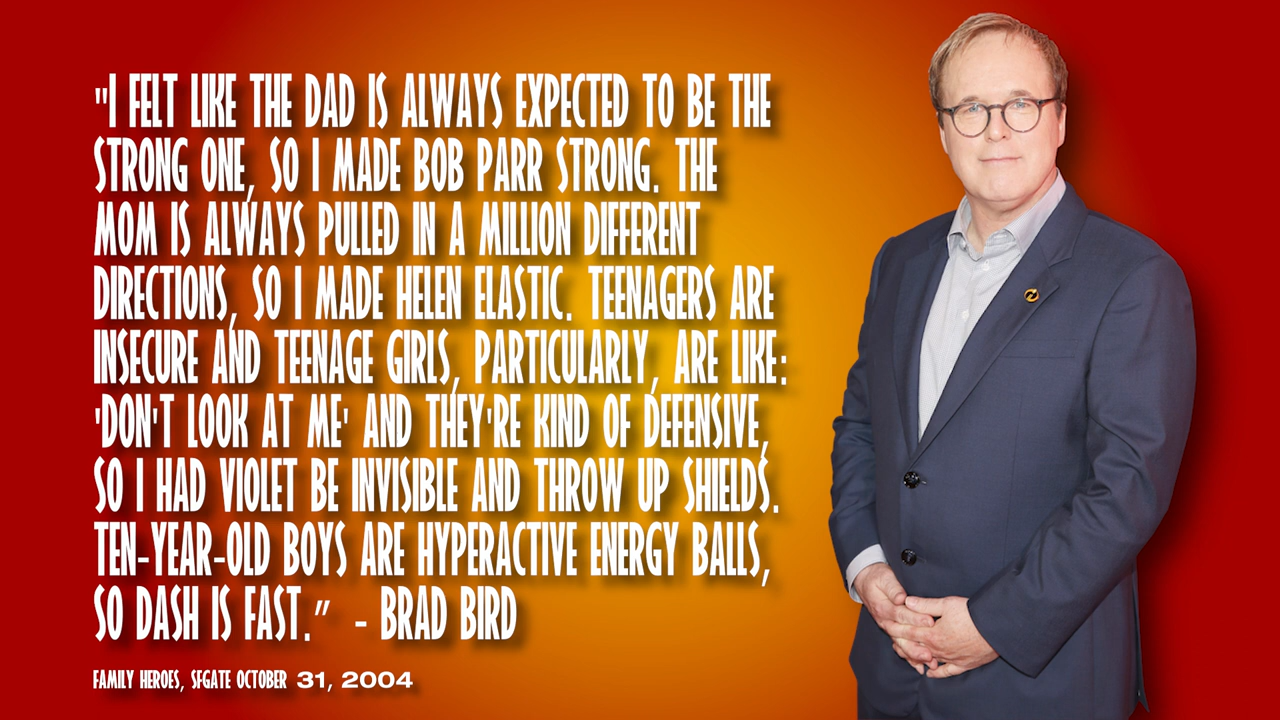 "I FELT LIKE THE DAD IS ALWAYS EXPECTED TO BE THE
STRONG ONE, SO I MADE BOB PARR STRONG. THE
MOM IS ALWAYS PULLED IN A MILLION DIFFERENT
DIRECTIONS, SO I MADE HELEN ELASTIC. TEENAGERS ARE
INSECURE AND TEENAGE GIRLS, PARTICULARLY, ARE LIKE:
'DON'T LOOK AT ME' AND THEY'RE KIND OF DEFENSIVE,
SO I HAD VIOLET BE INVISIBLE AND THROW UP SHIELDS.
TEN-YEAR-OLD BOYS ARE HYPERACTIVE ENERGY BALLS,
SO DASH IS FAST." - BRAD BIRD
FAMILY HEROES, SFGATE OCTOBER 31, 2004